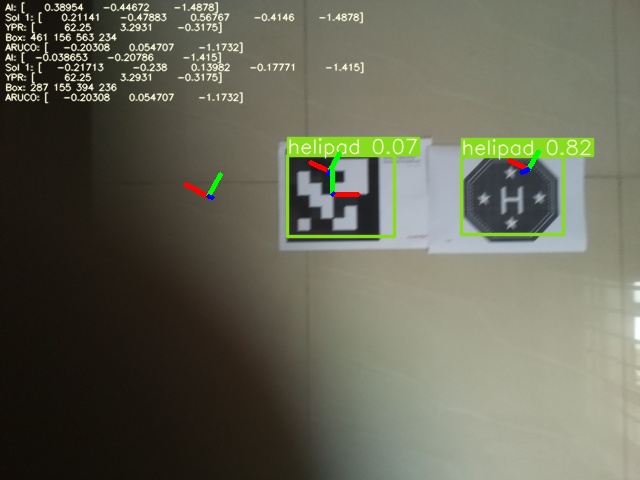 AI: [ 0.38954 -0.44672 -1.4878]
Sol 1: [ 0.21141 -0.47883 0.56767 -0.4146 -1.4878]
YPR: [ 62.25 3.2931 -0.3175]
Box: 461 156 563 234
ARUCO: [ -0.20308 0.054707 -1.1732]
AI: [ -0.038653 -0.20786 -1.415]
Sol 1: [ -0.21713 -0.238 0.13982 -0.17771 -1.415]
YPR: [ 62.25 3.2931 -0.3175]
Box: 287 155 394 236
ARUCO: [ -0.20308 0.054707 -1.1732]
helipad 0.07
helipad 0.82
H